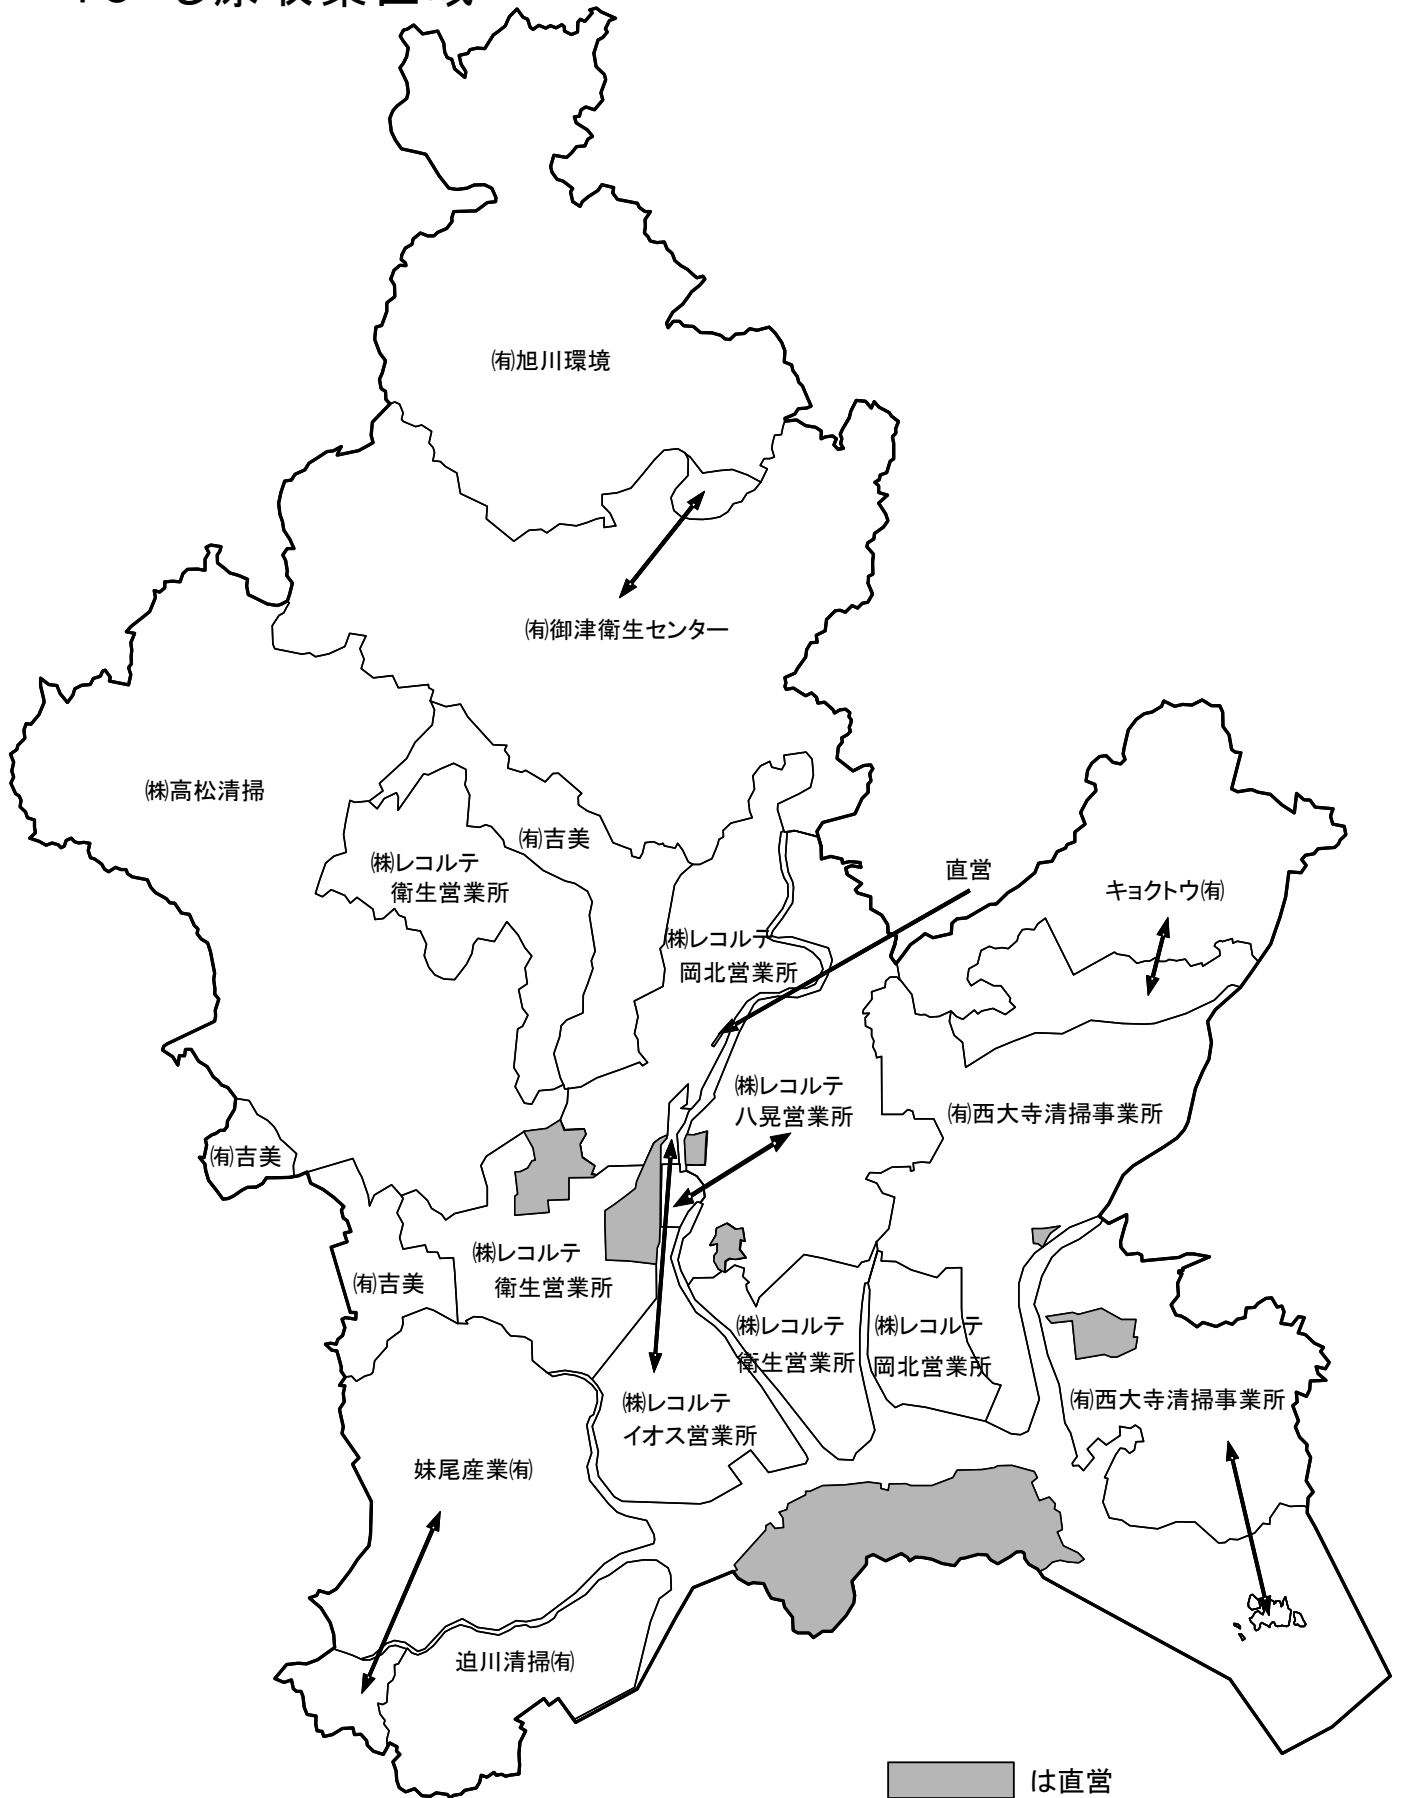 し尿収集区域
㈲旭川環境
㈲御津衛生センター
㈱高松清掃
㈲吉美
㈱レコルテ
衛生営業所
直営
キョクトウ㈲
㈱レコルテ
岡北営業所
㈱レコルテ
八晃営業所
㈲西大寺清掃事業所
㈲吉美
㈱レコルテ
衛生営業所
㈲吉美
㈱レコルテ
衛生営業所
㈱レコルテ
岡北営業所
㈱レコルテ
イオス営業所
㈲西大寺清掃事業所
妹尾産業㈲
迫川清掃㈲
は直営